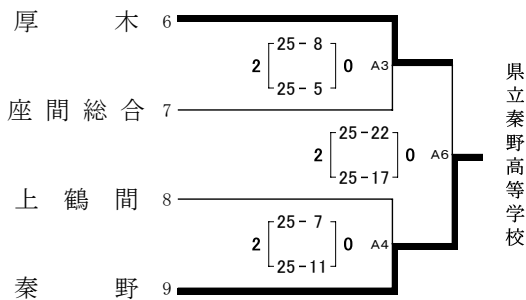 厚木 6
25-8
2 0 A3
25-5
座間総合 7
25-22
2 0 A6
25-17
上鶴間 8
25-7
2 0 A4
25-11
秦野 9
県立秦野高等学校